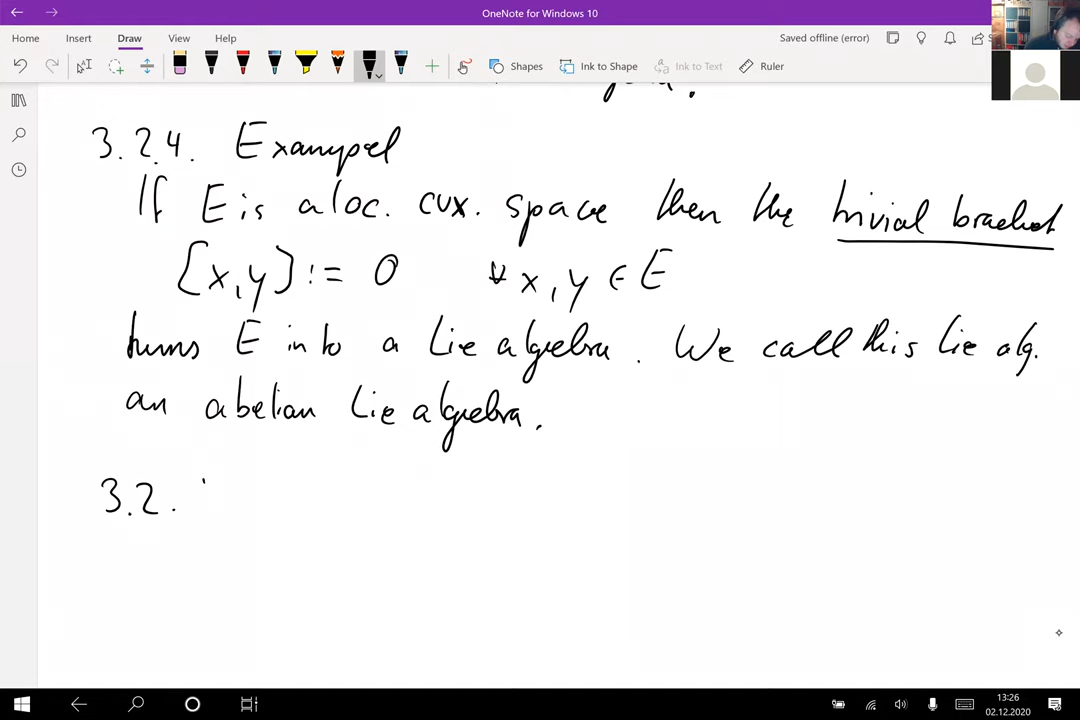 OneNote for Windows 10
Home Insert Draw View Help Saved offline (error)
Shapes Ink to Shape Ink to Text Ruler
3.2.4. Exampel
If E is a loc. cvx. space then the trivial bracket
[x,y] := 0 ∀ x, y ∈ E
turns E into a Lie algebra. We call this Lie alg.
an abelian Lie algebra.
3.2.
13:26
02.12.2020